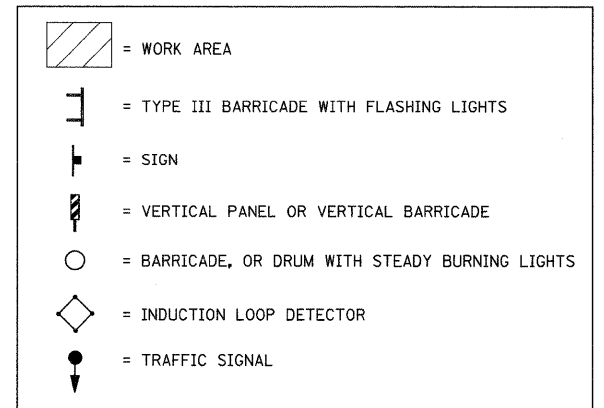 = WORK AREA
= TYPE III BARRICADE WITH FLASHING LIGHTS
= SIGN
= VERTICAL PANEL OR VERTICAL BARRICADE
= BARRICADE, OR DRUM WITH STEADY BURNING LIGHTS
= INDUCTION LOOP DETECTOR
= TRAFFIC SIGNAL